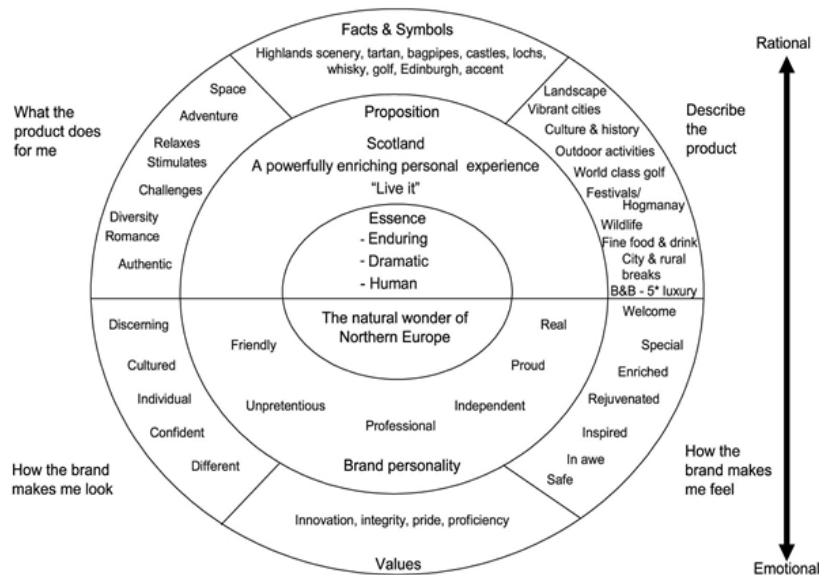 Facts & Symbols
Highlands scenery, tartan, bagpipes, castles, lochs,
whisky, golf, Edinburgh, accent
Rational
What the
product does
for me
Space
Adventure
Relaxes
Stimulates
Challenges
Diversity
Romance
Authentic
Proposition
Scotland
A powerfully enriching personal experience
“Live it”
Landscape
Vibrant cities
Culture & history
Outdoor activities
World class golf
Festivals/
Hogmanay
Wildlife
Fine food & drink
City & rural
breaks
B&B - 5* luxury
Describe
the
product
Essence
- Enduring
- Dramatic
- Human
The natural wonder of
Northern Europe
Discerning
Cultured
Individual
Confident
Different
How the brand
makes me look
Friendly
Unpretentious
Professional
Independent
Proud
Real
Brand personality
Welcome
Special
Enriched
Rejuvenated
Inspired
In awe
Safe
How the
brand makes
me feel
Innovation, integrity, pride, proficiency
Values
Emotional